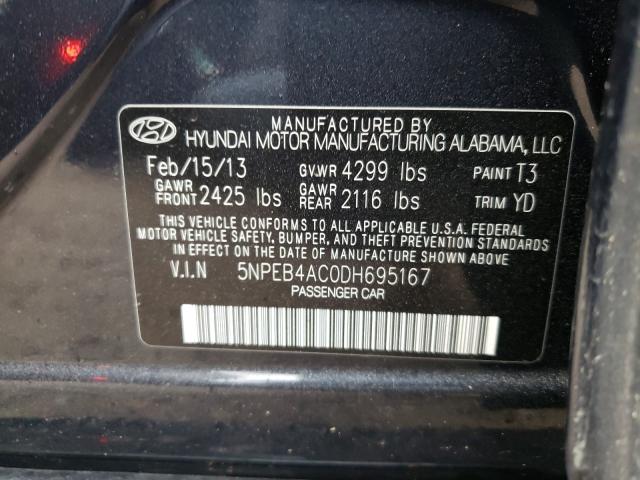 MANUFACTURED BY
HYUNDAI MOTOR MANUFACTURING ALABAMA, LLC
Feb/15/13 GVWR 4299 lbs PAINT T3
GAWR FRONT 2425 lbs GAWR REAR 2116 lbs TRIM YD
THIS VEHICLE CONFORMS TO ALL APPLICABLE U.S.A. FEDERAL
MOTOR VEHICLE SAFETY, BUMPER, AND THEFT PREVENTION STANDARDS
IN EFFECT ON THE DATE OF MANUFACTURE SHOWN ABOVE
V.I.N 5NPEB4AC0DH695167
PASSENGER CAR